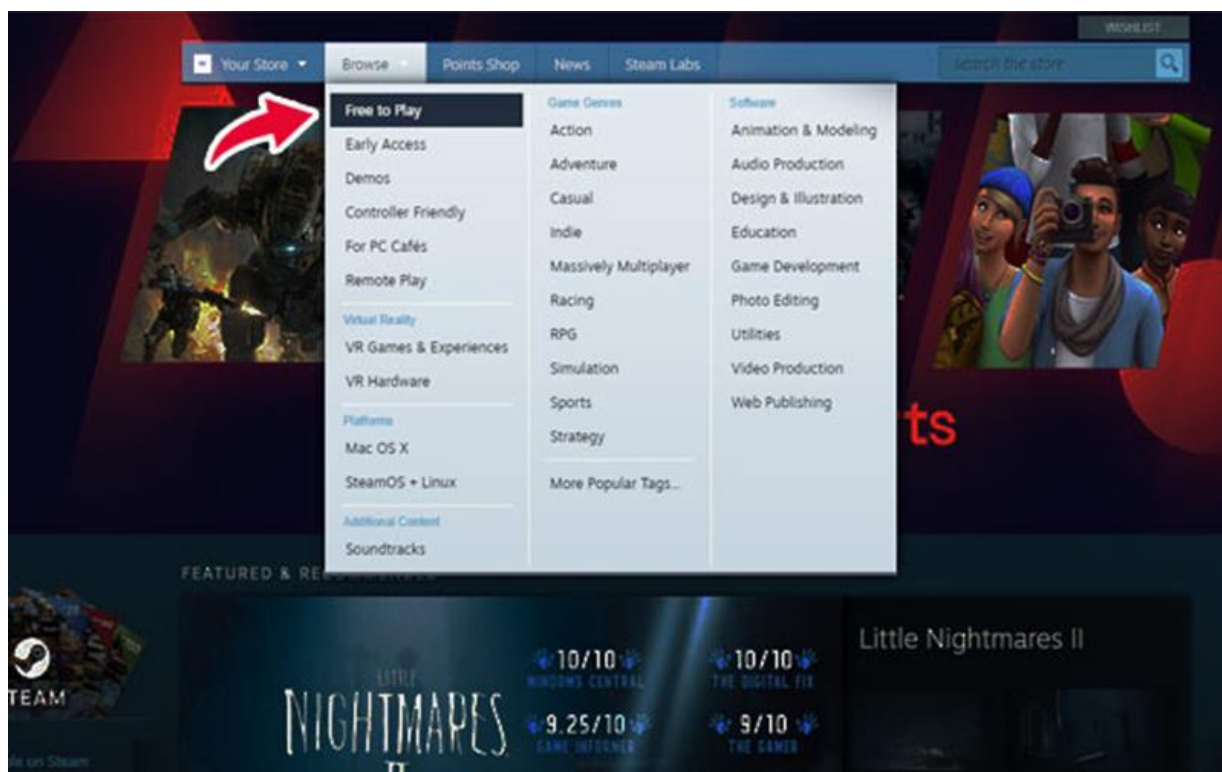 WISHLIST
Your Store
Browse
Points Shop
News
Steam Labs
search the store
Free to Play
Early Access
Demos
Controller Friendly
For PC Cafés
Remote Play
Virtual Reality
VR Games & Experiences
VR Hardware
Platforms
Mac OS X
SteamOS + Linux
Additional Content
Soundtracks
Game Genres
Action
Adventure
Casual
Indie
Massively Multiplayer
Racing
RPG
Simulation
Sports
Strategy
More Popular Tags...
Software
Animation & Modeling
Audio Production
Design & Illustration
Education
Game Development
Photo Editing
Utilities
Video Production
Web Publishing
ts
FEATURED & RE
TEAM
on Steam
LITTLE
NIGHTMARES
II
10/10
WINDOWS CENTRAL
10/10
THE DIGITAL FIX
9.25/10
GAME INFORMER
9/10
THE GAMER
Little Nightmares II